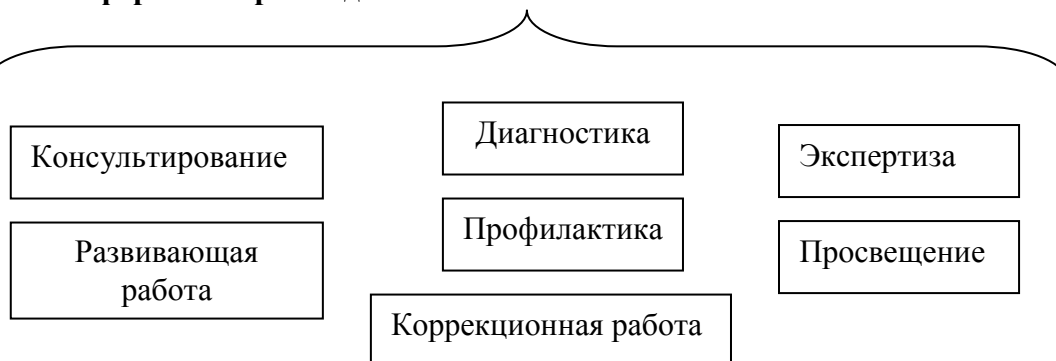 Консультирование
Диагностика
Экспертиза
Развивающая
работа
Профилактика
Просвещение
Коррекционная работа